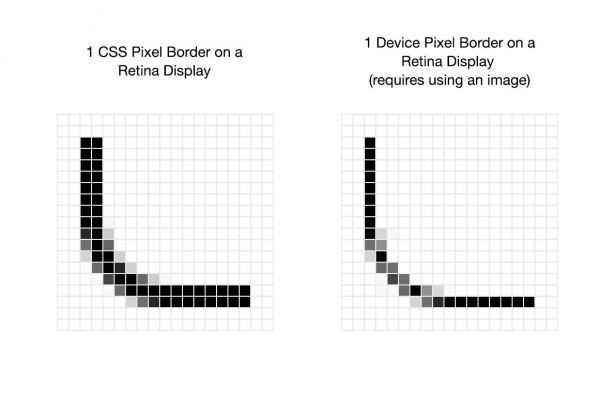 1 CSS Pixel Border on a
Retina Display
1 Device Pixel Border on a
Retina Display
(requires using an image)